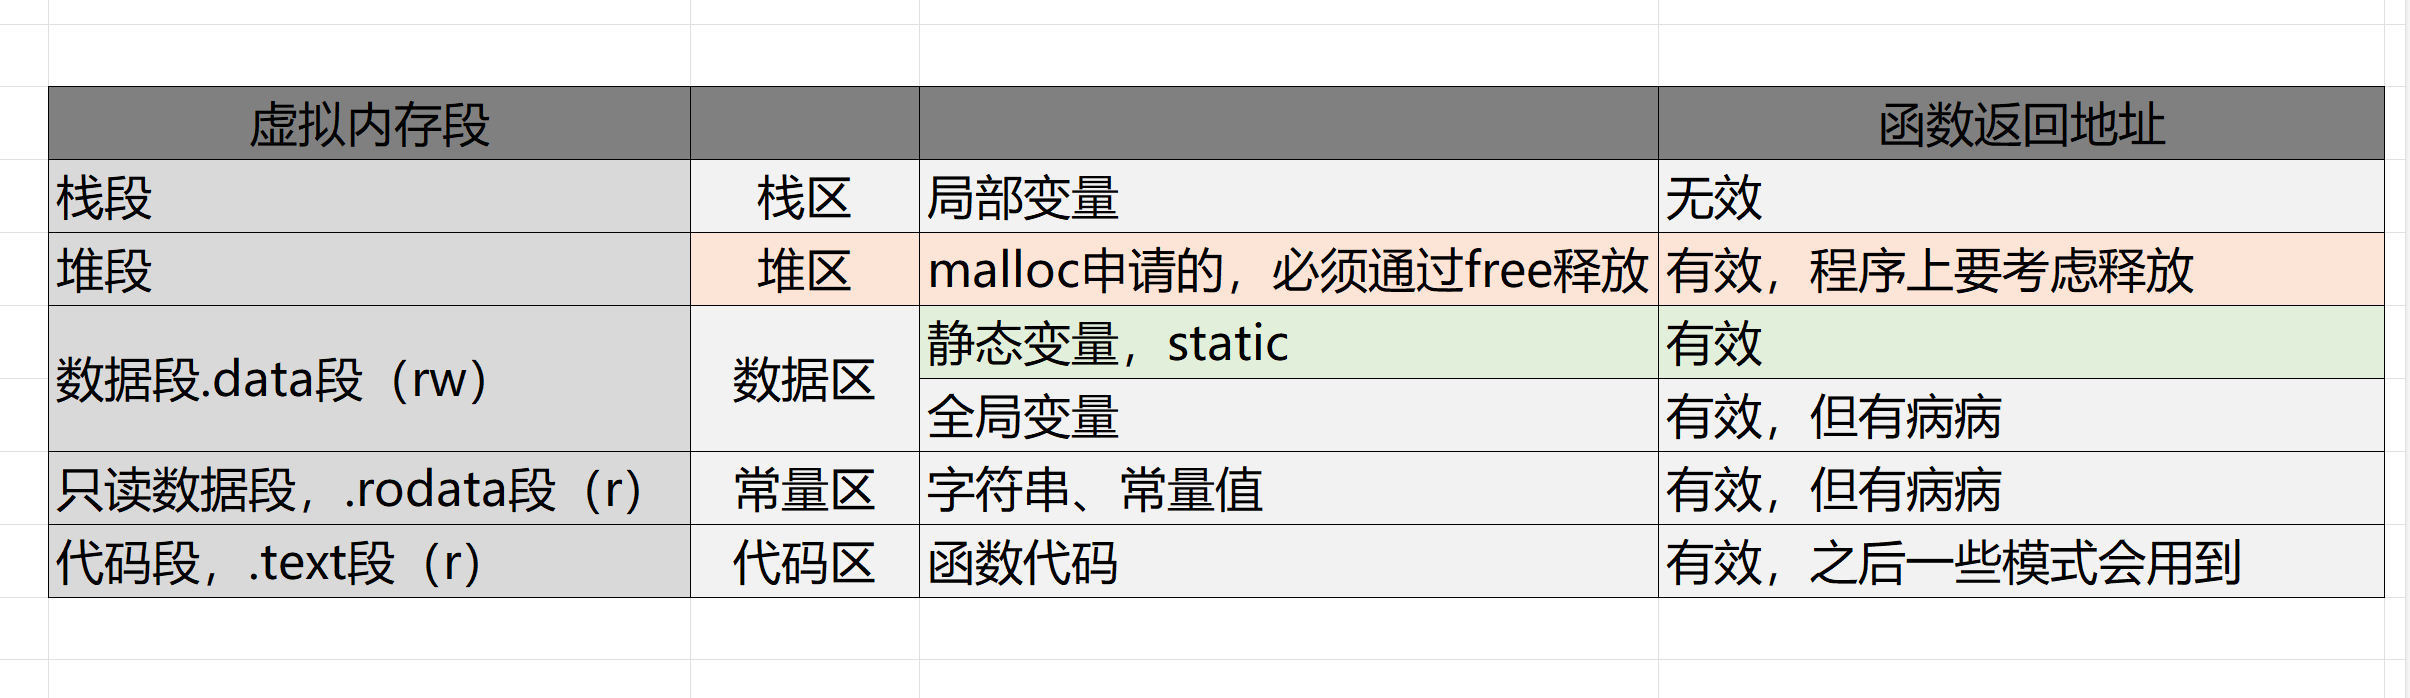 虚拟内存段 函数返回地址
栈段 栈区 局部变量 无效
堆段 堆区 malloc申请的，必须通过free释放 有效，程序上要考虑释放
数据段.data段（rw） 数据区 静态变量，static 有效
全局变量 有效，但有病病
只读数据段，.rodata段（r） 常量区 字符串、常量值 有效，但有病病
代码段，.text段（r） 代码区 函数代码 有效，之后一些模式会用到